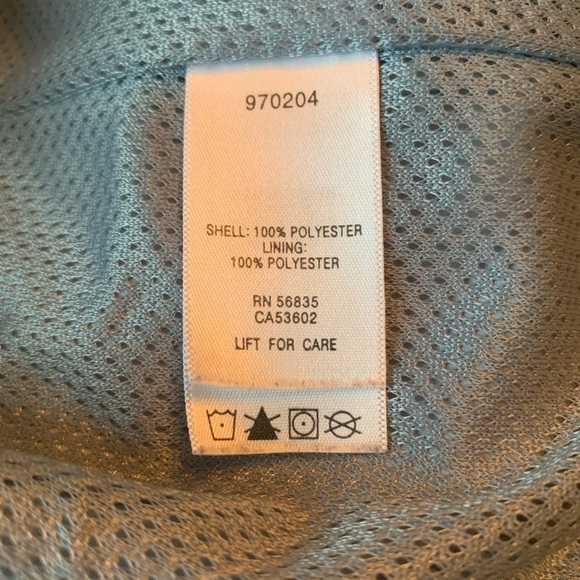 970204
SHELL: 100% POLYESTER
LINING:
100% POLYESTER
RN 56835
CA53602
LIFT FOR CARE